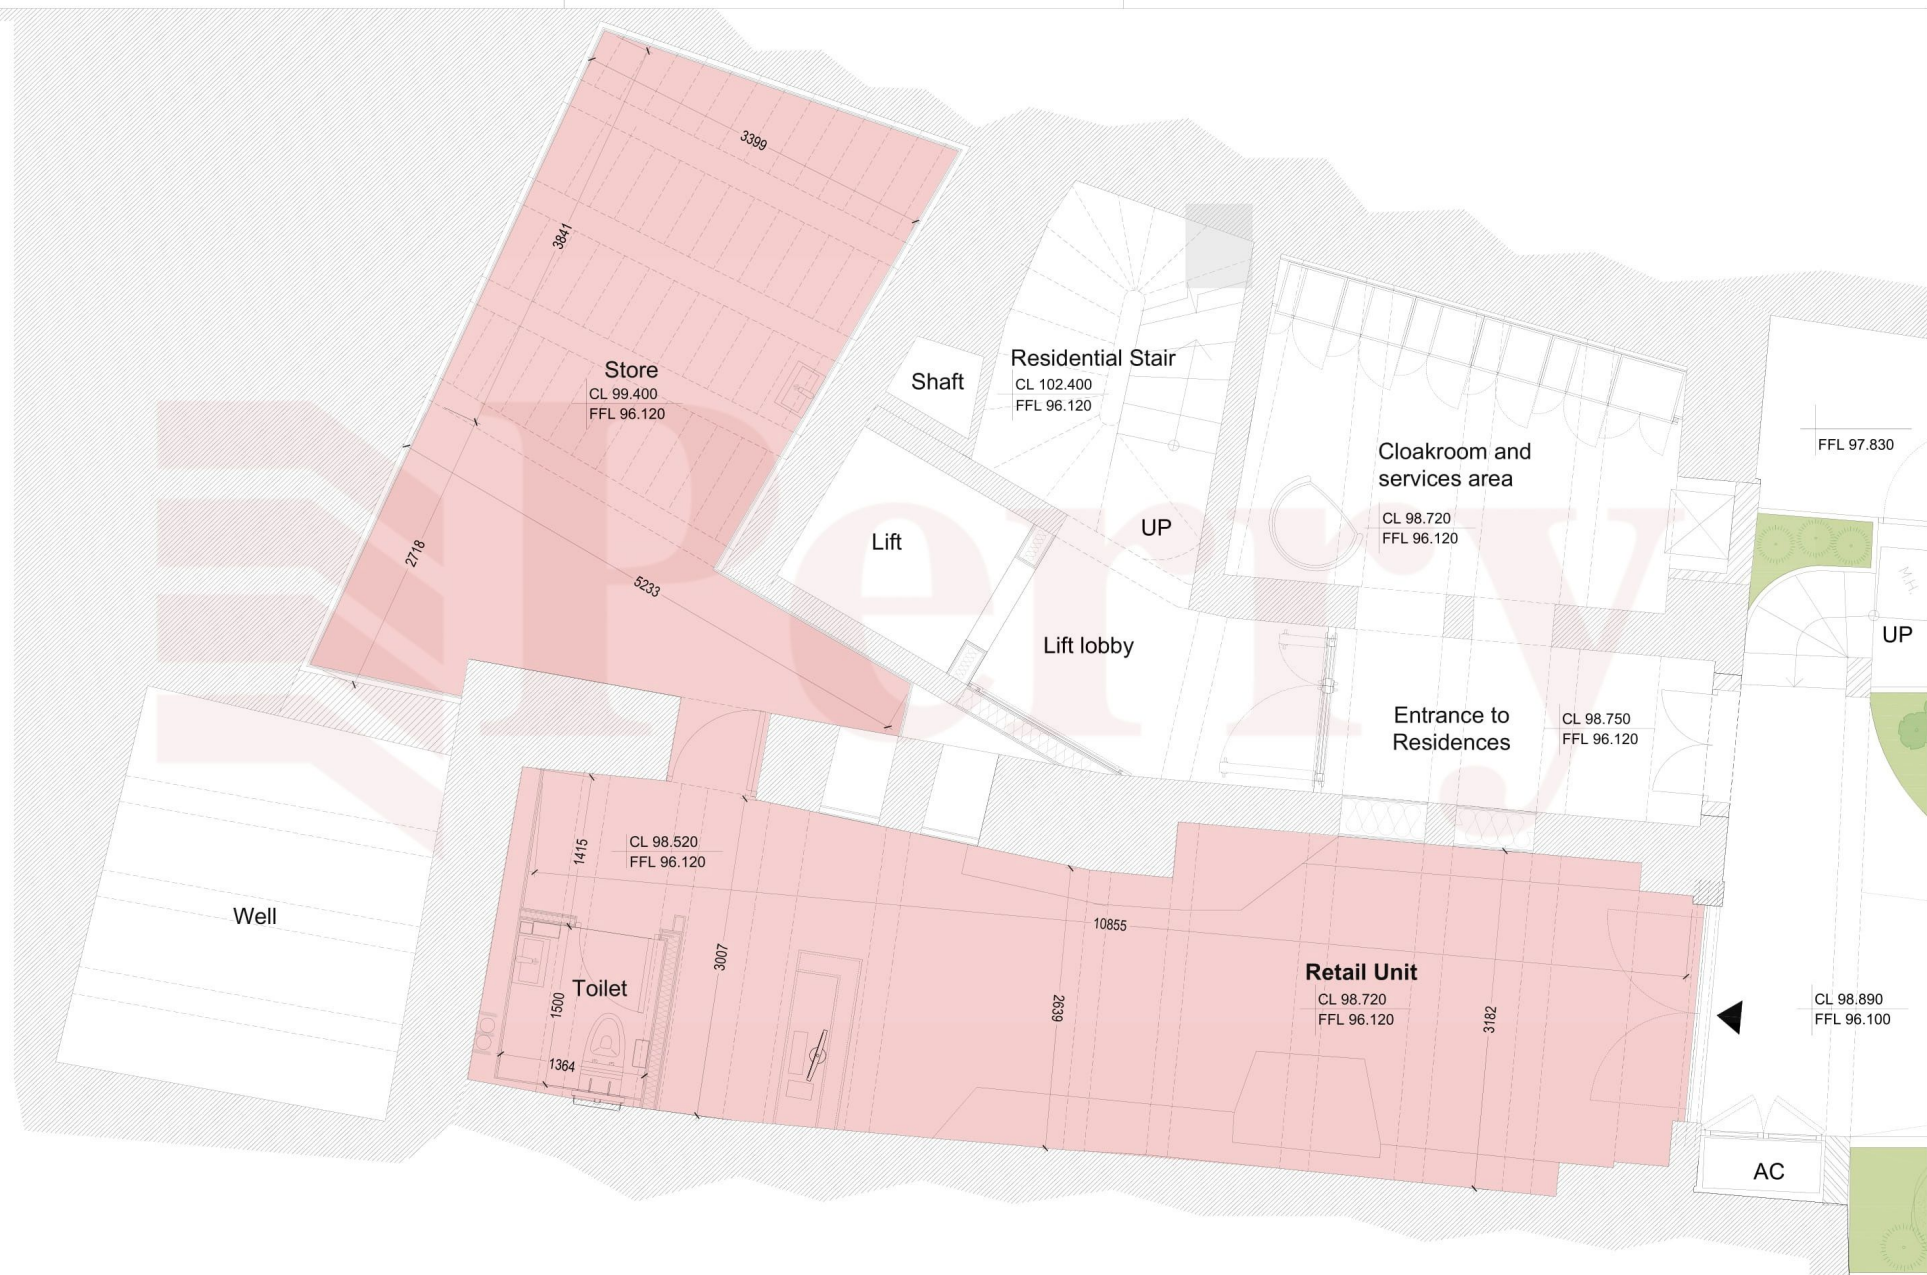 3399
3841
Store
CL 99.400
FFL 96.120
Shaft
Residential Stair
CL 102.400
FFL 96.120
Cloakroom and
services area
CL 98.720
FFL 96.120
FFL 97.830
M.H.
UP
Lift
UP
2718
5233
Lift lobby
Perry
Entrance to
Residences
CL 98.750
FFL 96.120
1415
CL 98.520
FFL 96.120
Well
10855
3007
Toilet
1500
1364
2639
Retail Unit
CL 98.720
FFL 96.120
3182
CL 98.890
FFL 96.100
AC